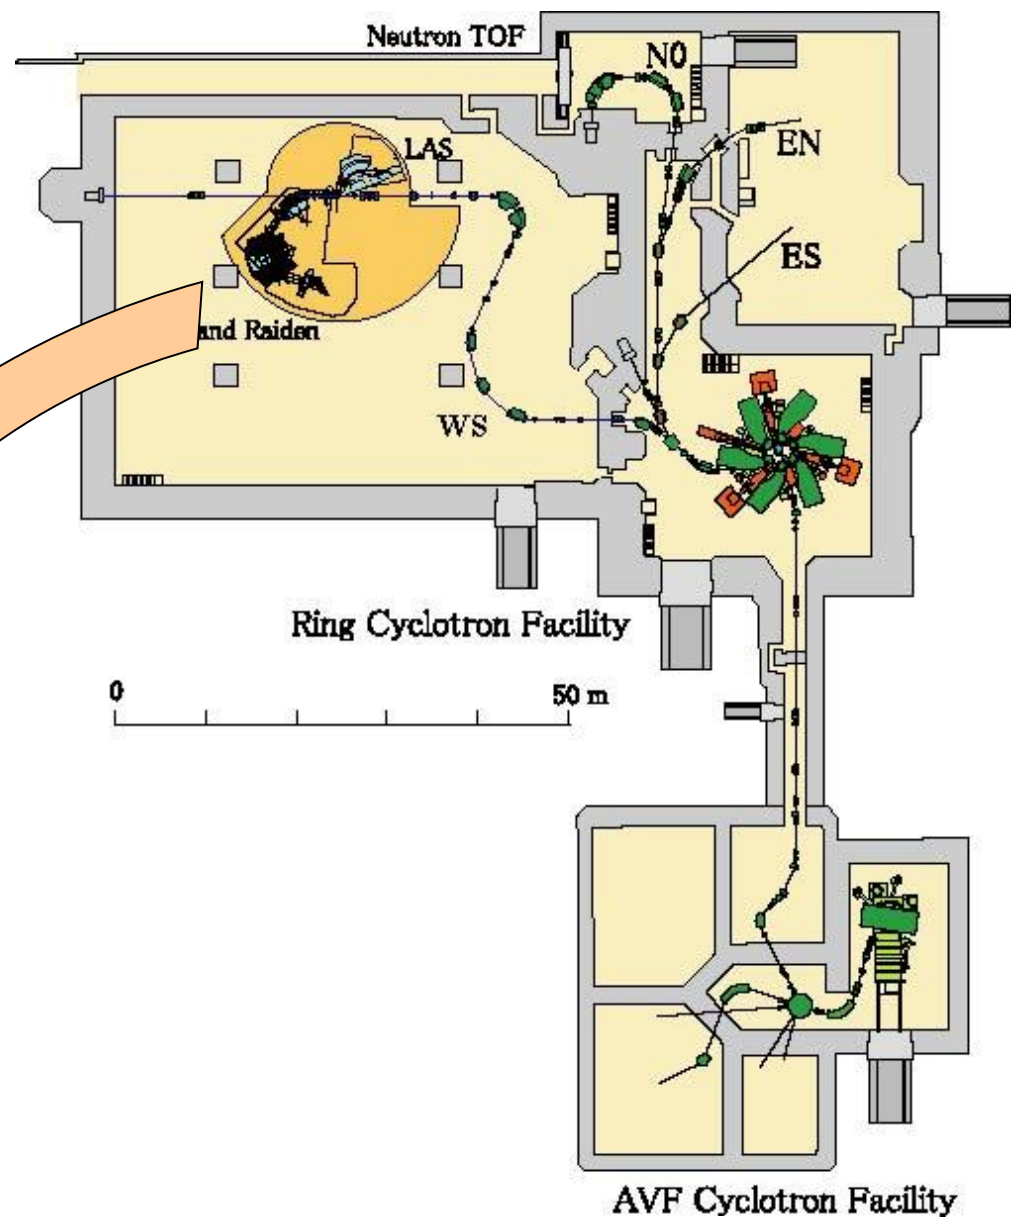 Neutron TOF
N0
LAS
EN
ES
and Raiden
WS
Ring Cyclotron Facility
0
50 m
AVF Cyclotron Facility